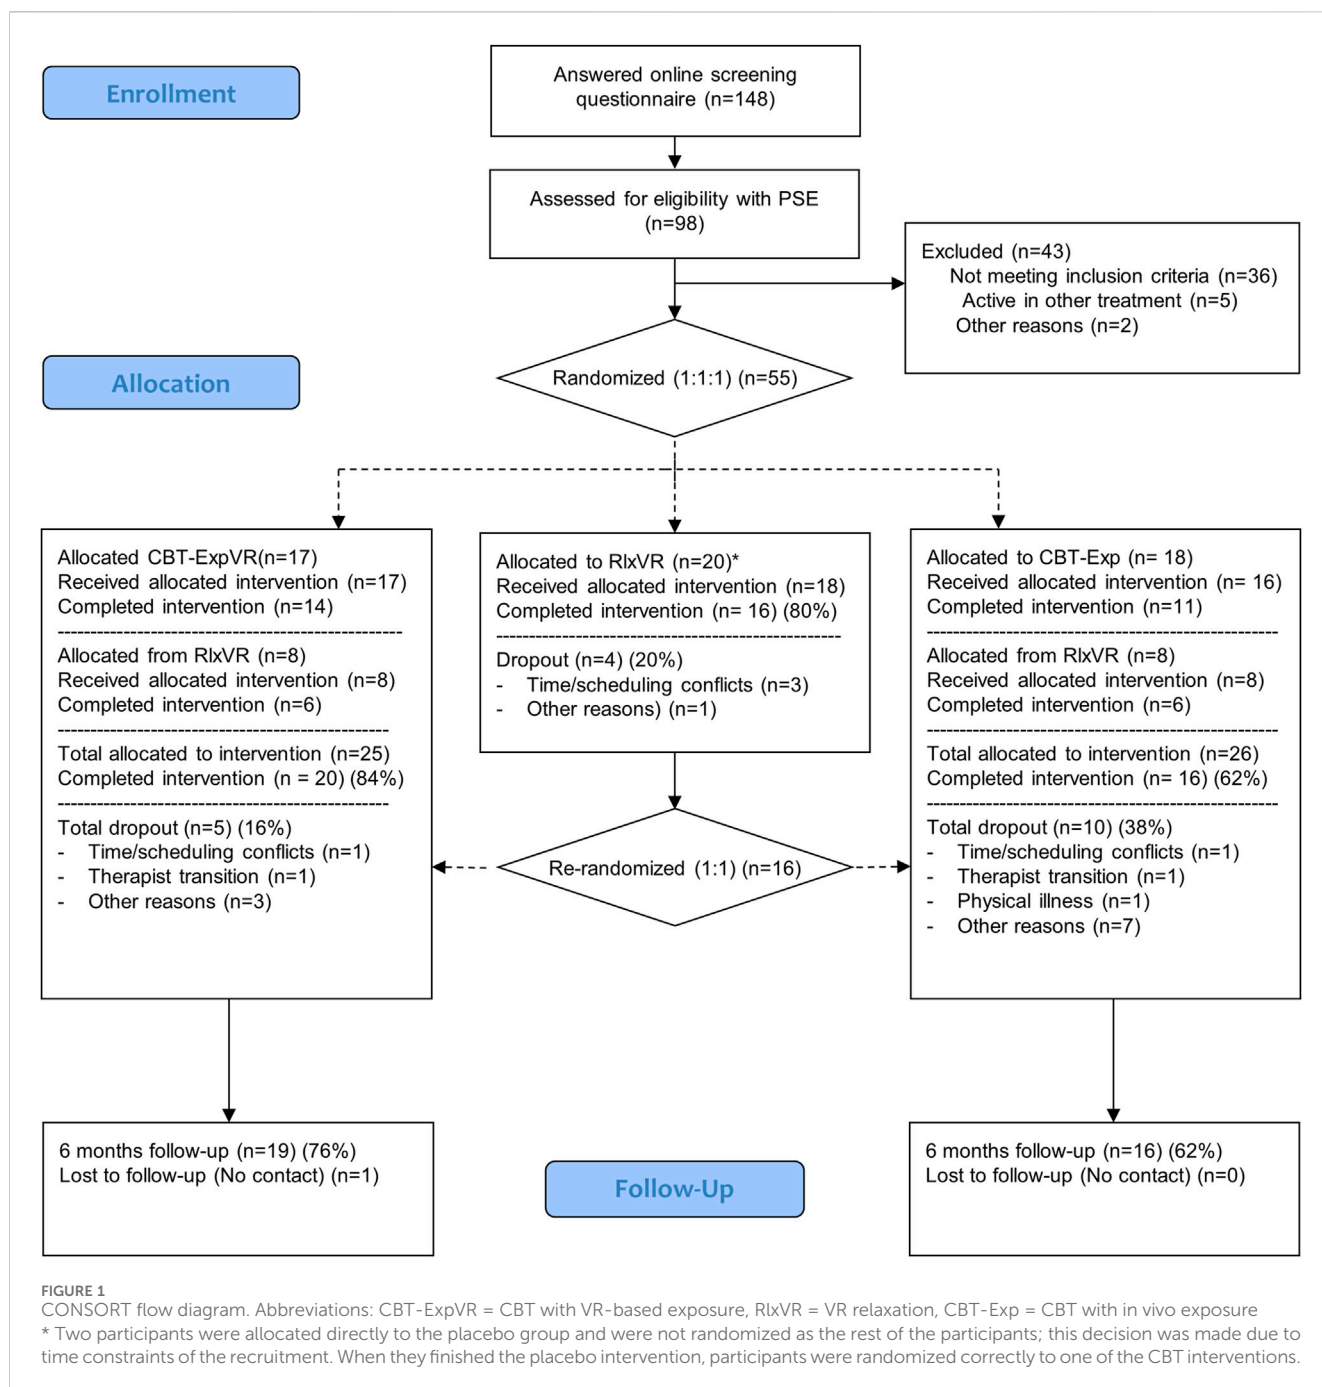 Enrollment
Answered online screening
questionnaire (n=148)
Assessed for eligibility with PSE
(n=98)
Excluded (n=43)
Not meeting inclusion criteria (n=36)
Active in other treatment (n=5)
Other reasons (n=2)
Allocation
Randomized (1:1:1) (n=55)
Allocated CBT-ExpVR(n=17)
Received allocated intervention (n=17)
Completed intervention (n=14)
-----------------------------------------------------
Allocated from RlxVR (n=8)
Received allocated intervention (n=8)
Completed intervention (n=6)
---------------------------------------------------
Total allocated to intervention (n=25)
Completed intervention (n = 20) (84%)
---------------------------------------------------
Total dropout (n=5) (16%)
- Time/scheduling conflicts (n=1)
- Therapist transition (n=1)
- Other reasons (n=3)
Allocated to RlxVR (n=20)*
Received allocated intervention (n=18)
Completed intervention (n= 16) (80%)
-----------------------------------------------------
Dropout (n=4) (20%)
- Time/scheduling conflicts (n=3)
- Other reasons) (n=1)
Re-randomized (1:1) (n=16)
Allocated to CBT-Exp (n= 18)
Received allocated intervention (n= 16)
Completed intervention (n=11)
------------------------------------------------------
Allocated from RlxVR (n=8)
Received allocated intervention (n=8)
Completed intervention (n=6)
------------------------------------------------------
Total allocated to intervention (n=26)
Completed intervention (n= 16) (62%)
------------------------------------------------------
Total dropout (n=10) (38%)
- Time/scheduling conflicts (n=1)
- Therapist transition (n=1)
- Physical illness (n=1)
- Other reasons (n=7)
6 months follow-up (n=19) (76%)
Lost to follow-up (No contact) (n=1)
Follow-Up
6 months follow-up (n=16) (62%)
Lost to follow-up (No contact) (n=0)
FIGURE 1
CONSORT flow diagram. Abbreviations: CBT-ExpVR = CBT with VR-based exposure, RlxVR = VR relaxation, CBT-Exp = CBT with in vivo exposure
* Two participants were allocated directly to the placebo group and were not randomized as the rest of the participants; this decision was made due to
time constraints of the recruitment. When they finished the placebo intervention, participants were randomized correctly to one of the CBT interventions.